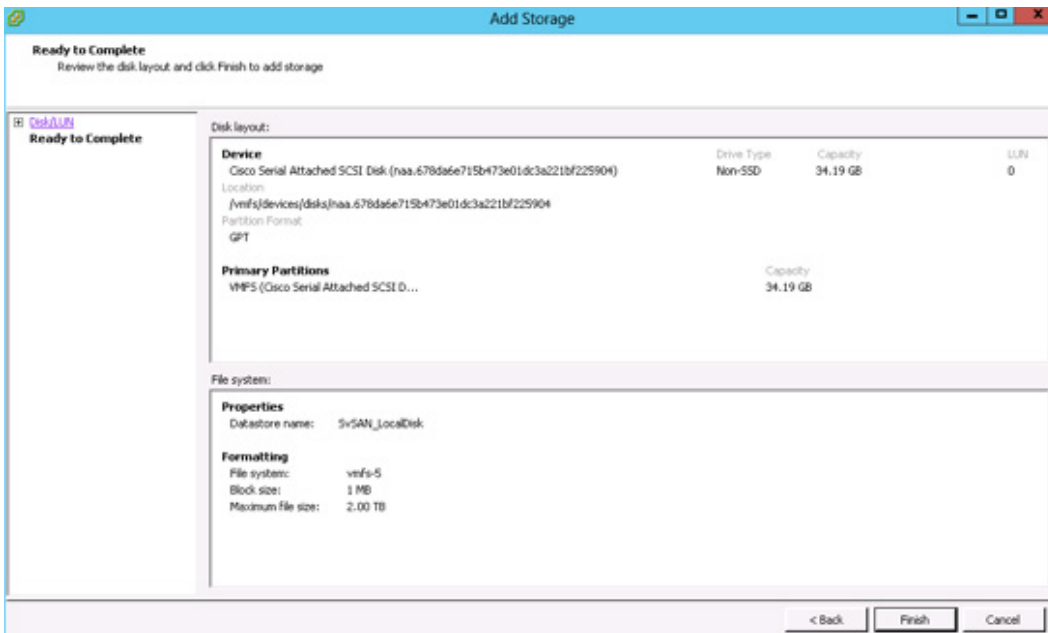 Add Storage
Ready to Complete
Review the disk layout and click Finish to add storage
Disk/LUN
Ready to Complete
Disk layout:
Device Drive Type Capacity LUN
Cisco Serial Attached SCSI Disk (naa.678da6e715b473e01dc3a221bf225904) Non-SSD 34.19 GB 0
Location
/vmfs/devices/disks/naa.678da6e715b473e01dc3a221bf225904
Partition Format
GPT
Primary Partitions Capacity
VMFS (Cisco Serial Attached SCSI D... 34.19 GB
File system:
Properties
Datastore name: SvSAN_LocalDisk
Formatting
File system: vmfs-5
Block size: 1 MB
Maximum file size: 2.00 TB
< Back Finish Cancel